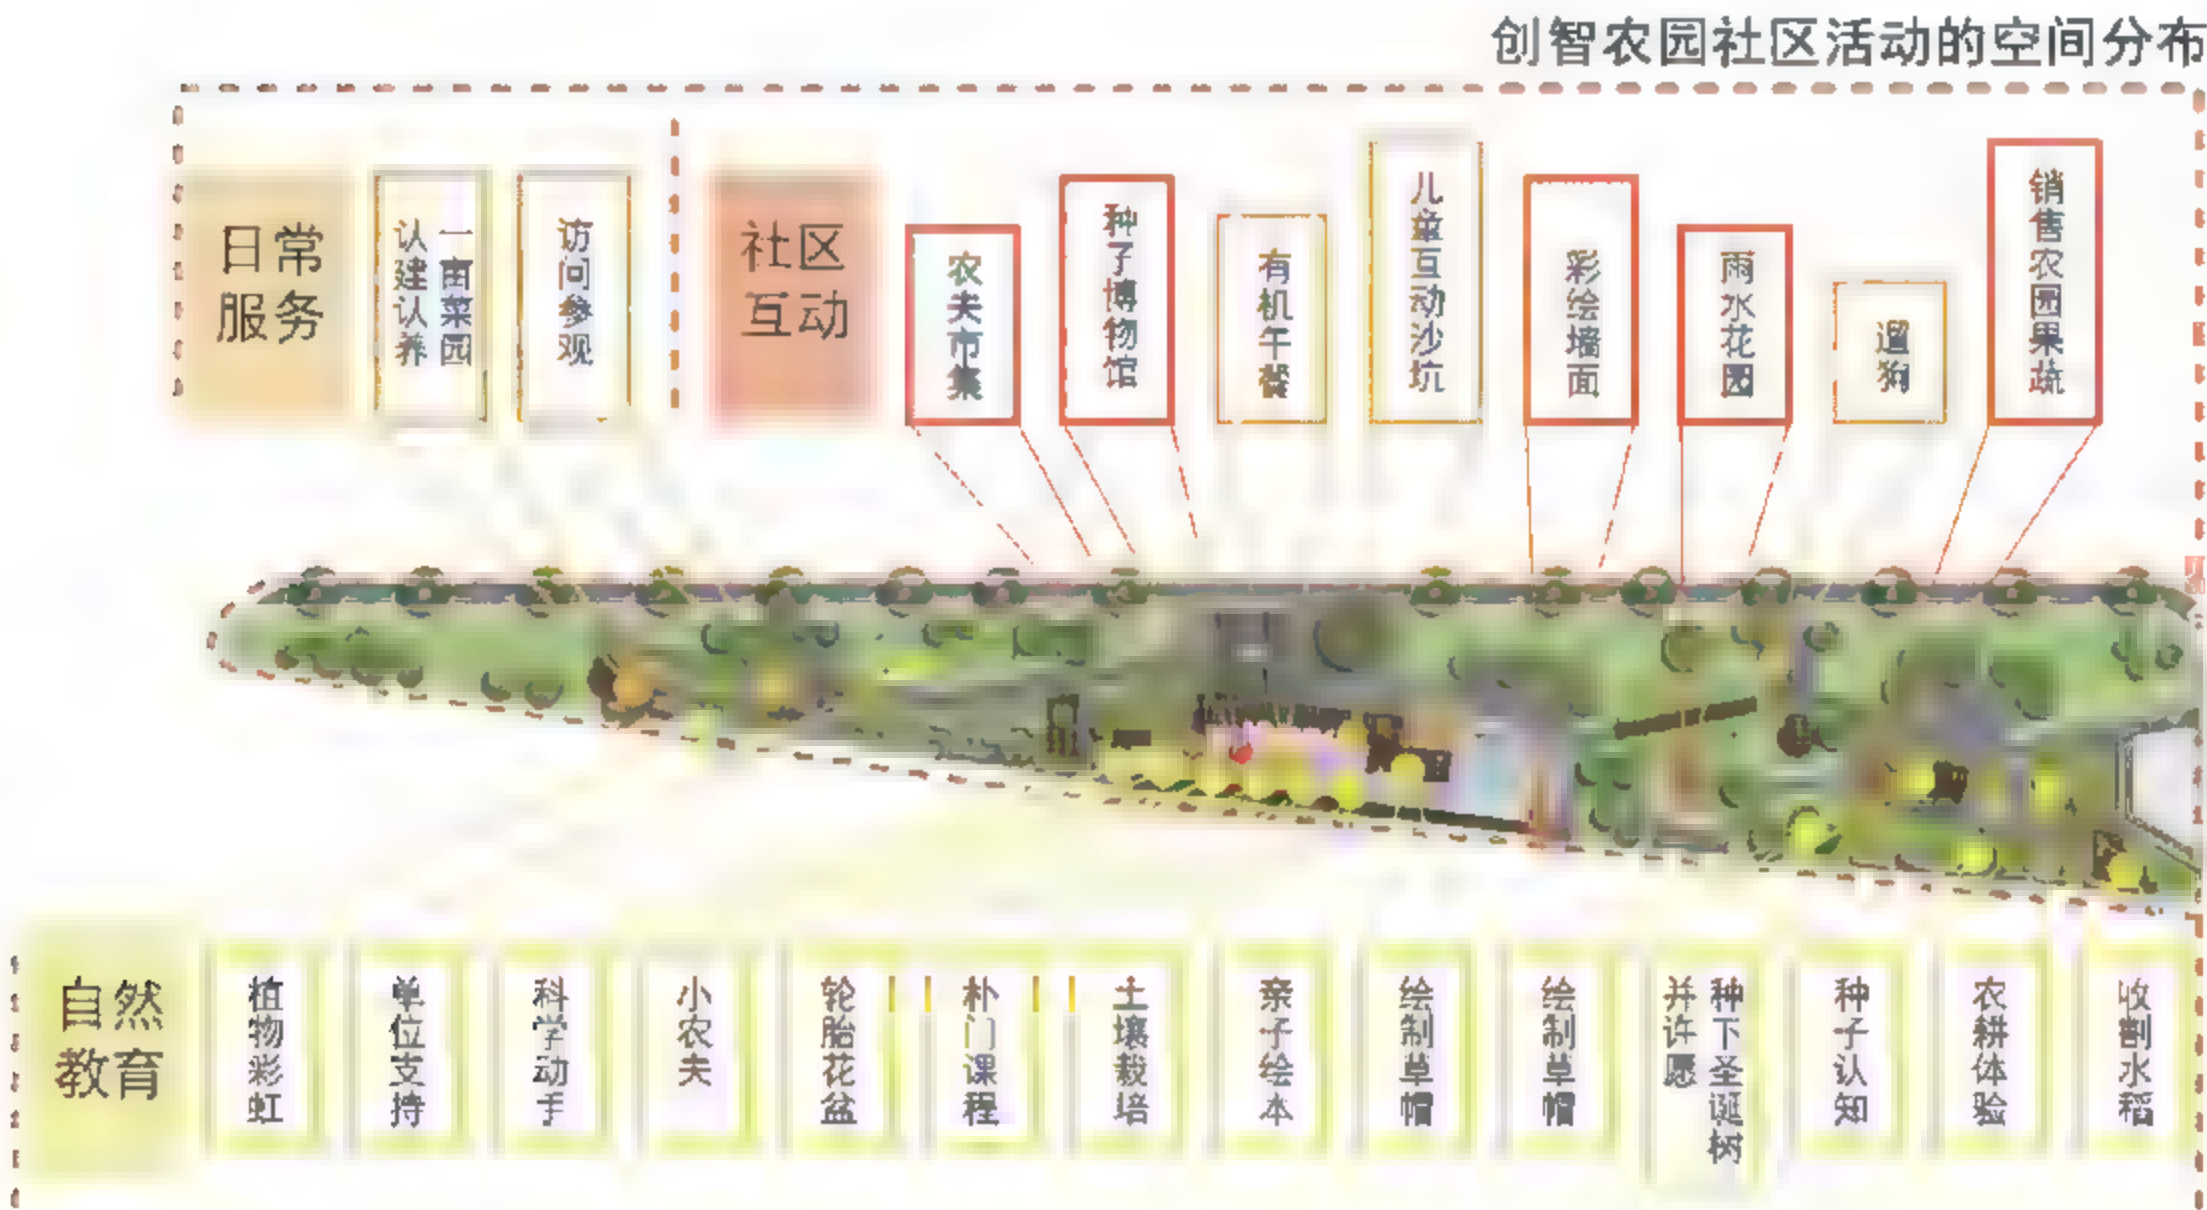 创智农园社区活动的空间分布
日常
服务
一亩菜园
认建认养
访问参观
社区
互动
农夫市集
种子博物馆
有机午餐
儿童互动沙坑
彩绘墙面
雨水花园
遛狗
销售农园果蔬
自然
教育
植物彩虹
单位支持
科学动手
小农夫
轮胎花盆
朴门课程
土壤栽培
亲子绘本
绘制草帽
绘制草帽
种下圣诞树
并许愿
种子认知
农耕体验
收割水稻